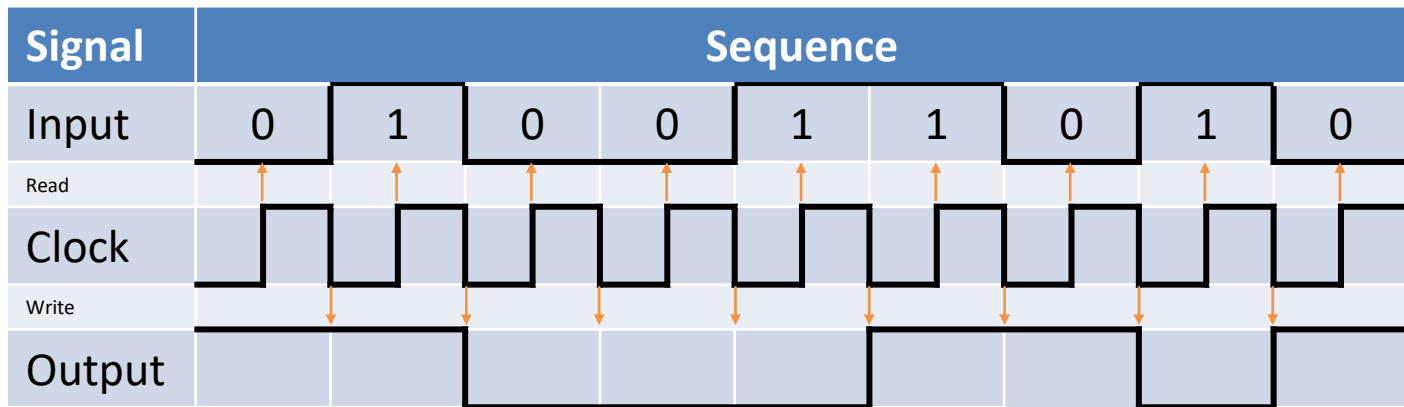 Signal Sequence
Input 0 1 0 0 1 1 0 1 0
Read
Clock
Write
Output